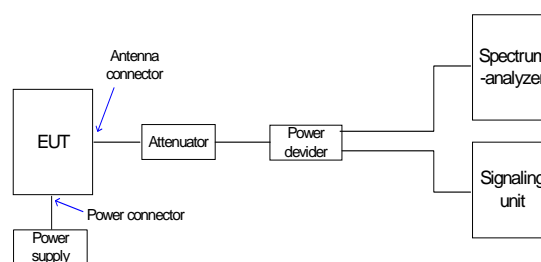 Antenna
connector
EUT
Attenuator
Power
devider
Spectrum
-analyzer
Signaling
unit
Power connector
Power
supply